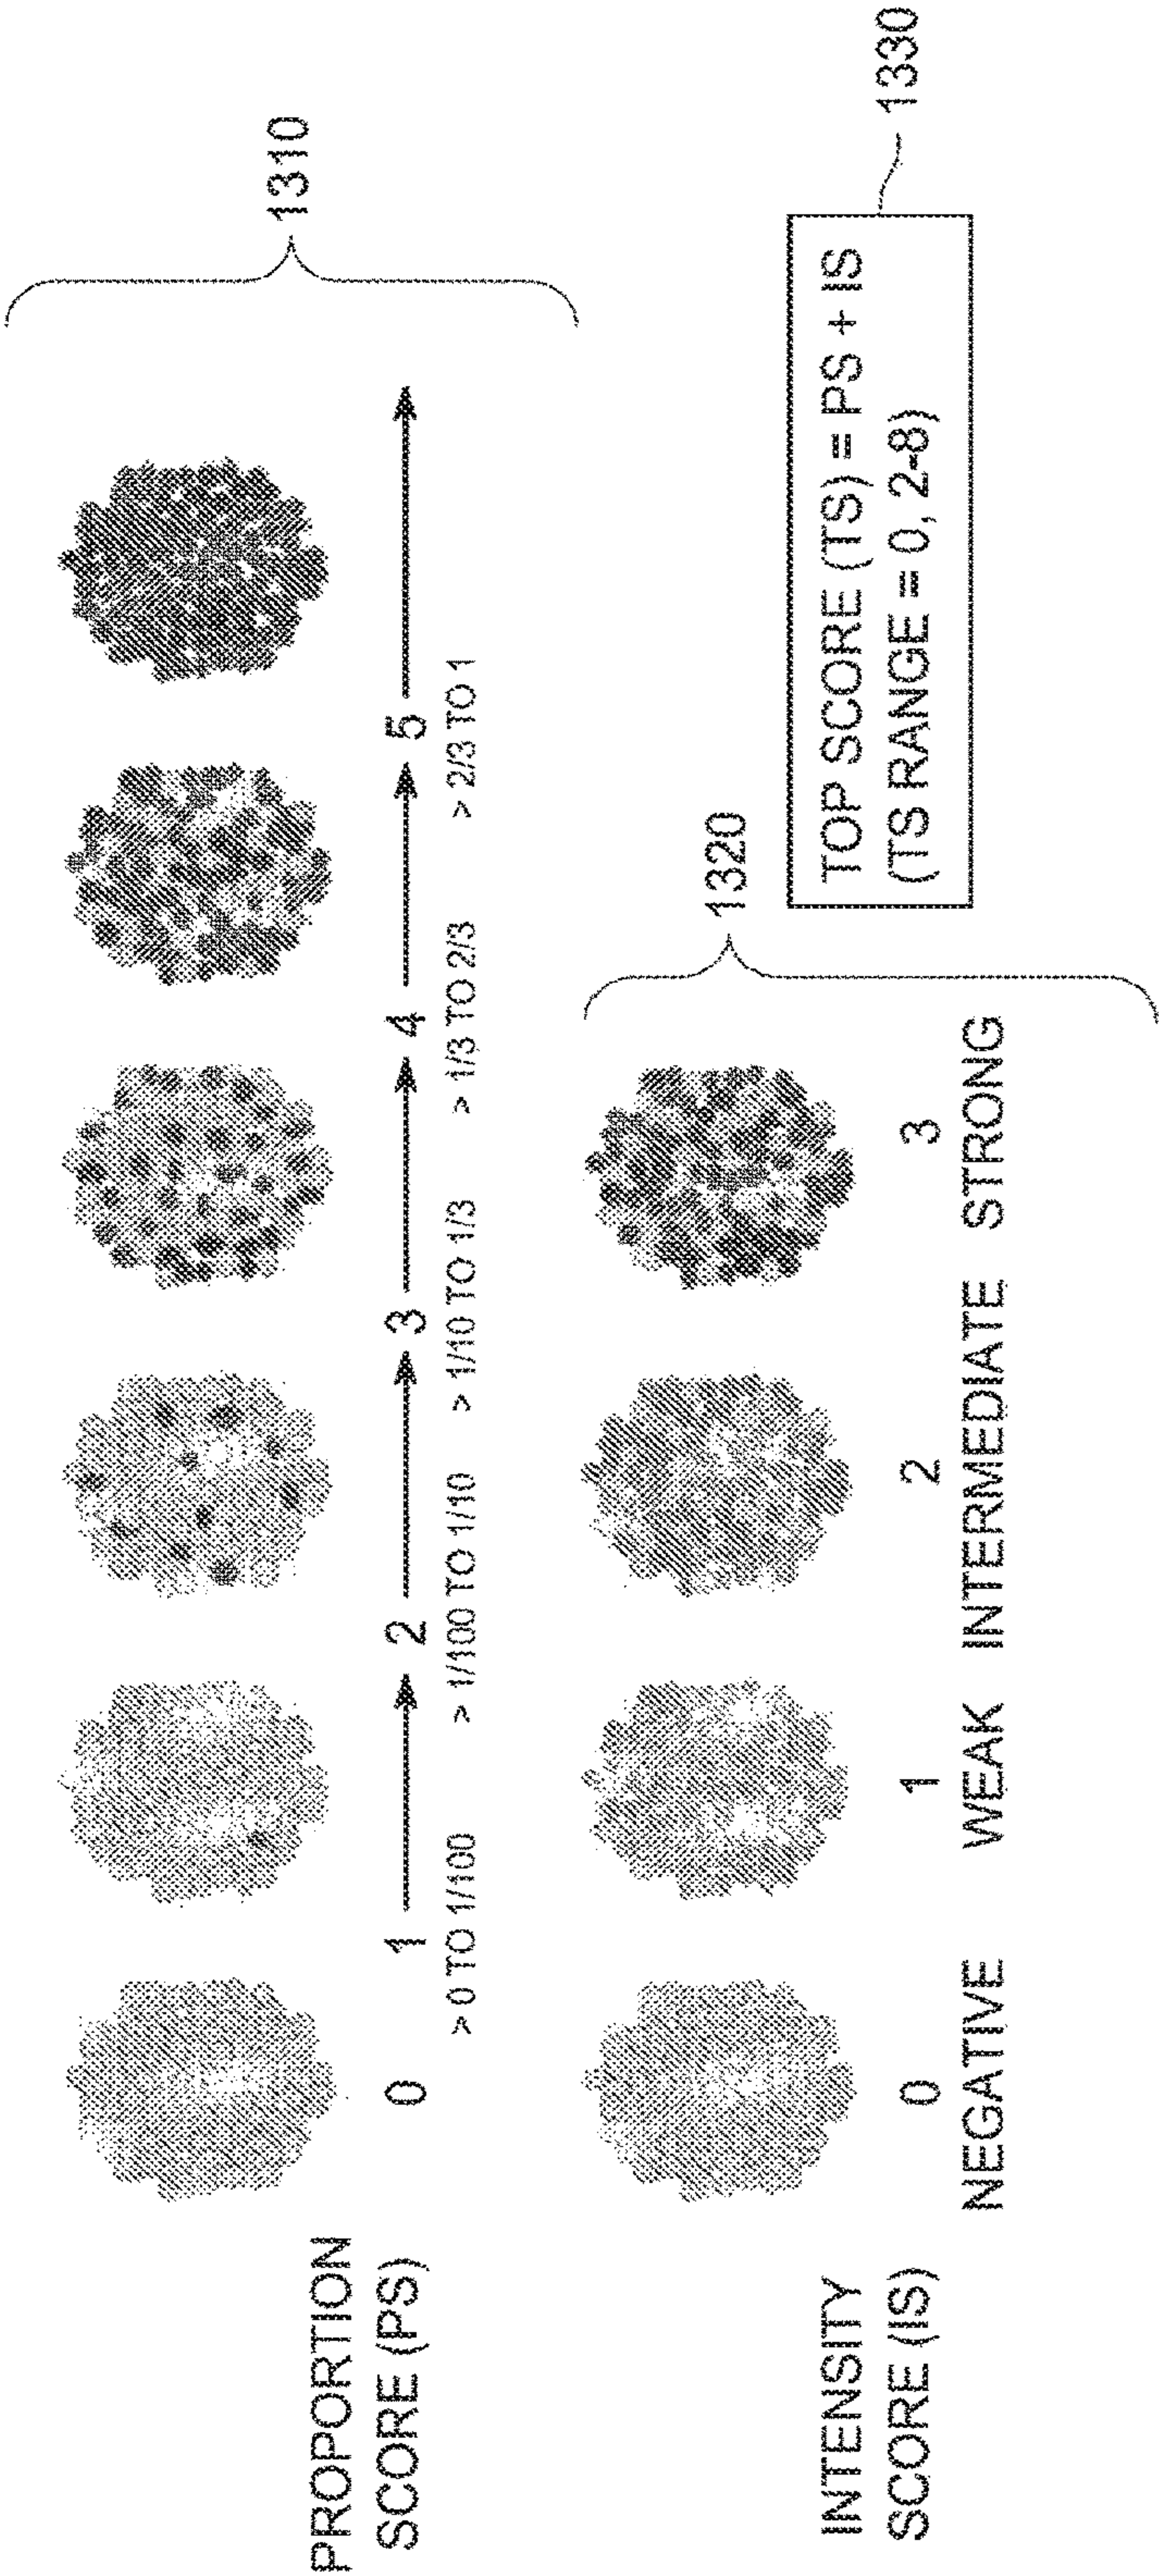 PROPORTION
SCORE (PS)
0 1 2 3 4 5
> 0 TO 1/100 > 1/100 TO 1/10 > 1/10 TO 1/3 > 1/3 TO 2/3 > 2/3 TO 1
1310
INTENSITY
SCORE (IS)
0 1 2 3
NEGATIVE WEAK INTERMEDIATE STRONG
1320
TOP SCORE (TS) = PS + IS
(TS RANGE = 0, 2-8)
1330